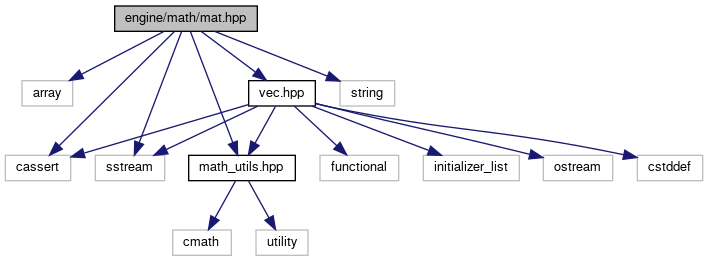 engine/math/mat.hpp
array
vec.hpp
string
cassert
sstream
math_utils.hpp
functional
initializer_list
ostream
cstddef
cmath
utility